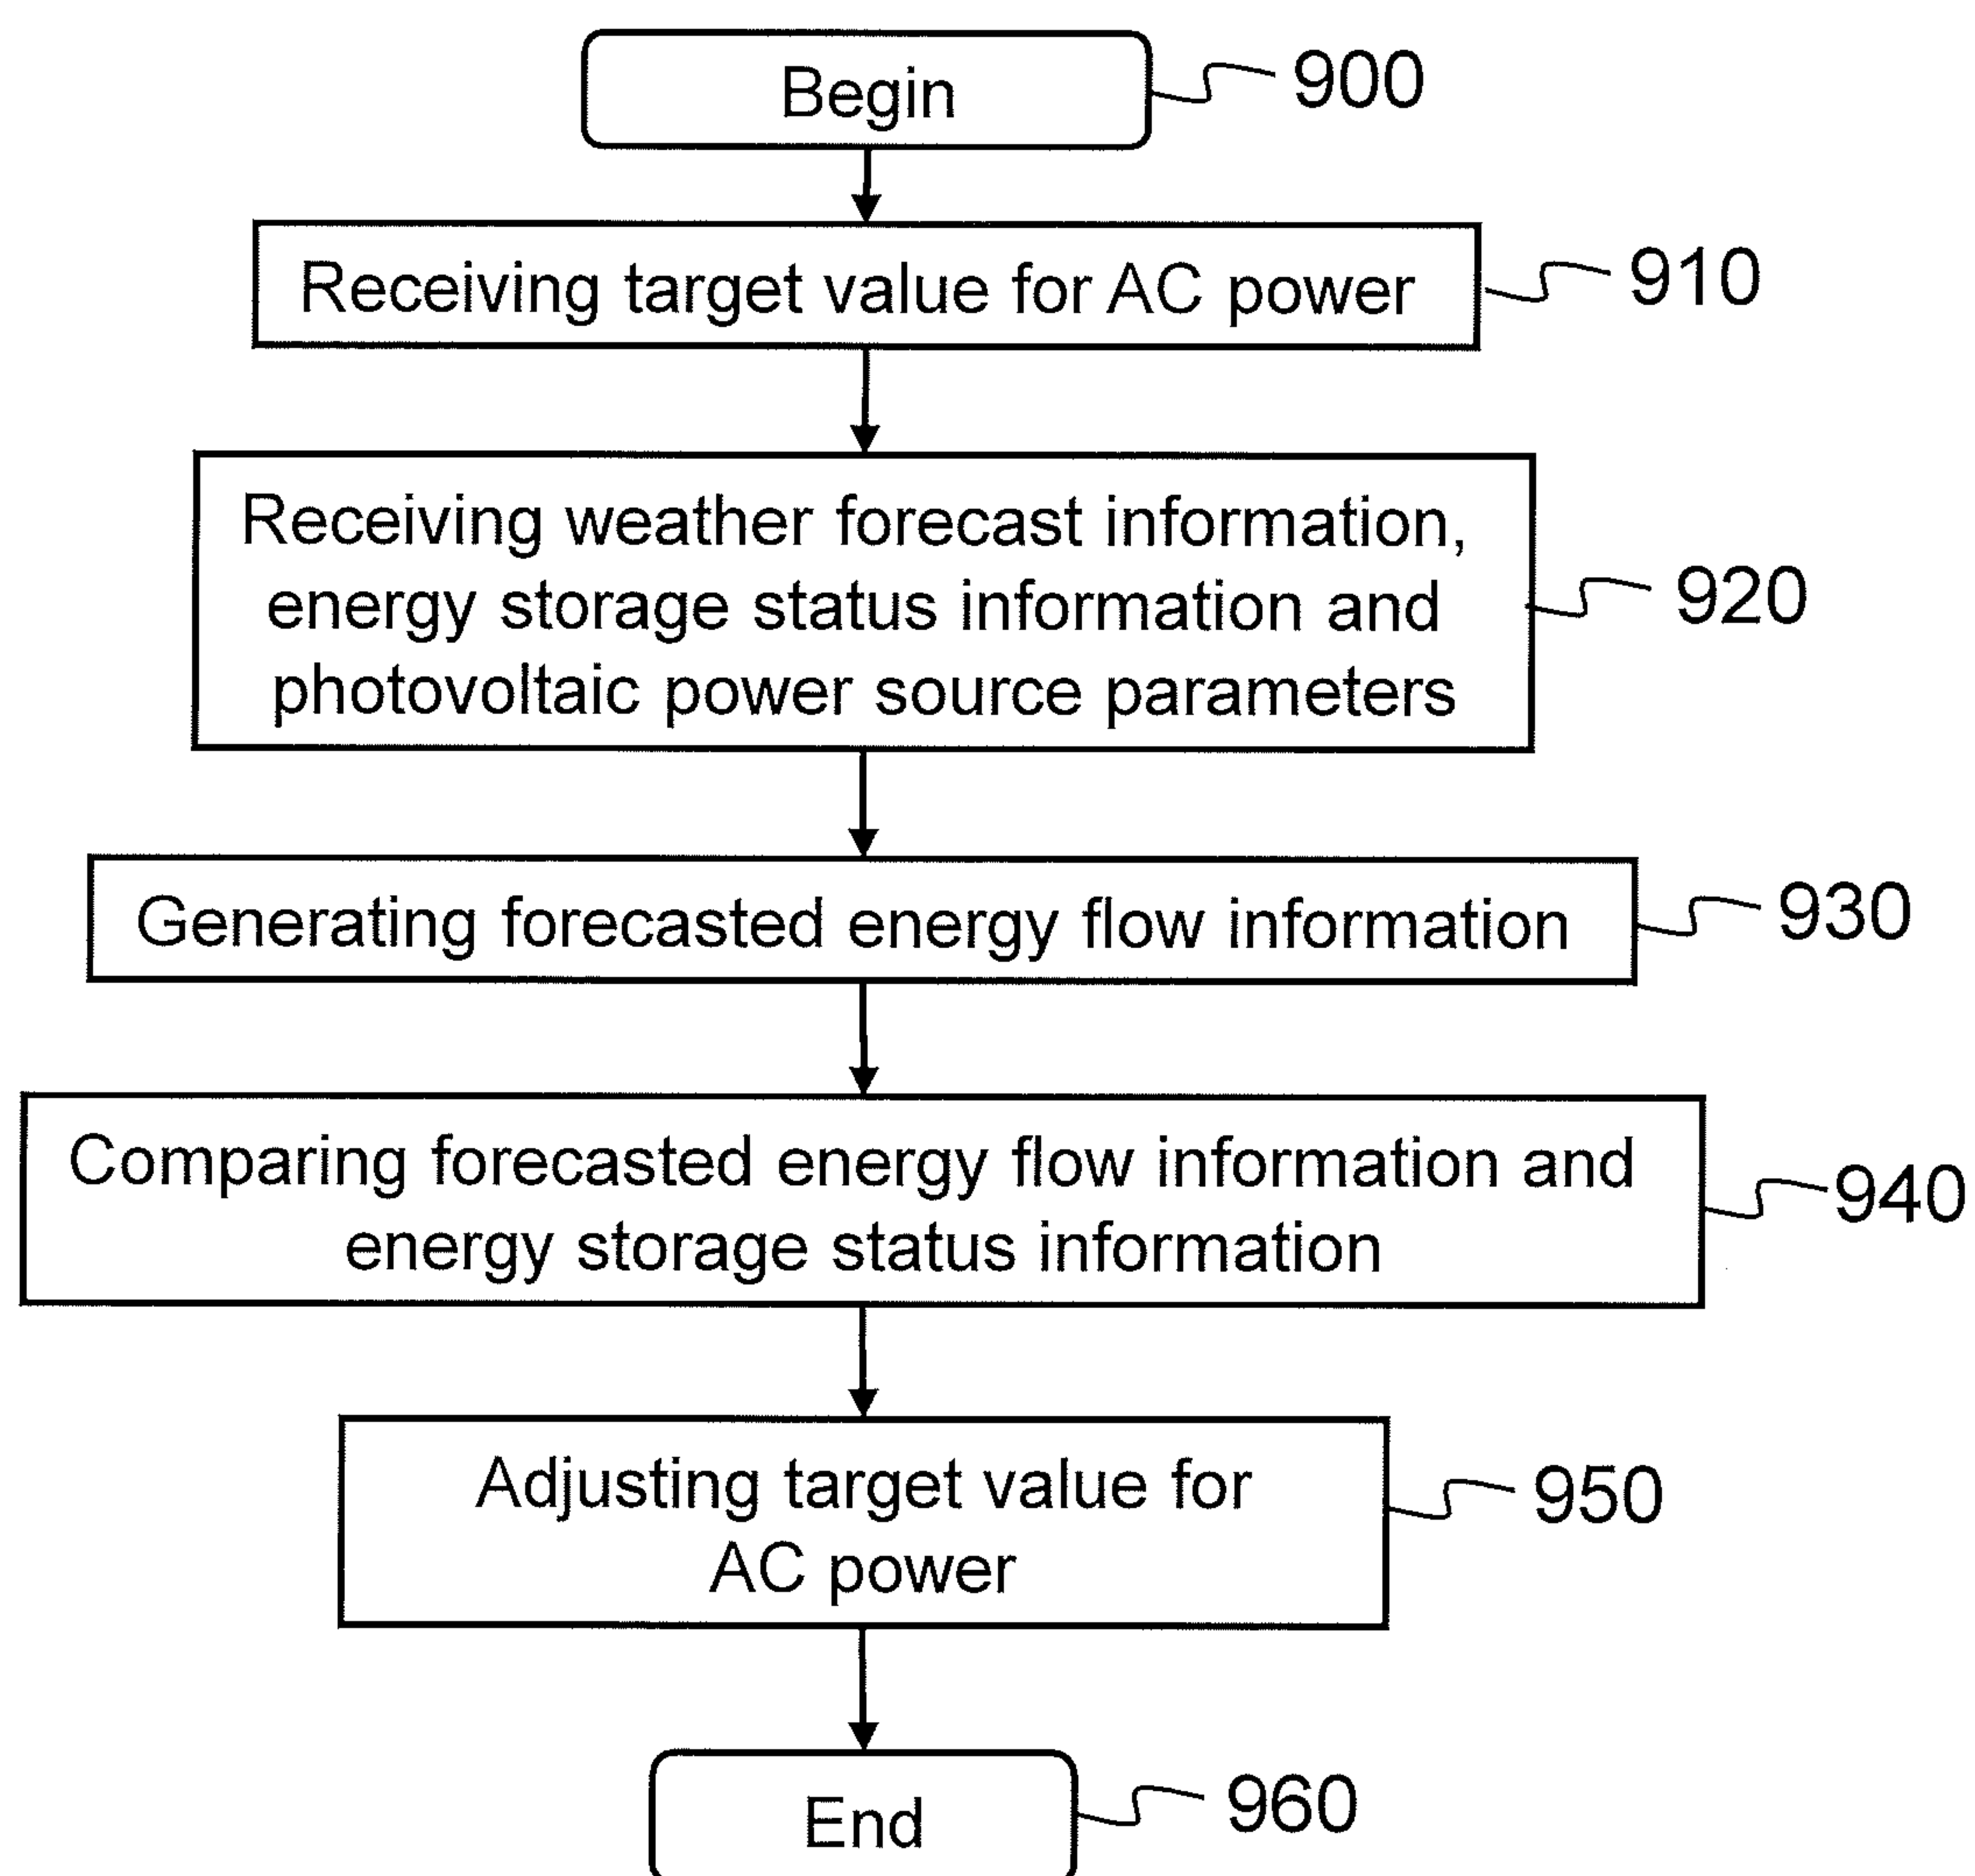 Begin
900
Receiving target value for AC power
910
Receiving weather forecast information,
energy storage status information and
photovoltaic power source parameters
920
Generating forecasted energy flow information
930
Comparing forecasted energy flow information and
energy storage status information
940
Adjusting target value for
AC power
950
End
960